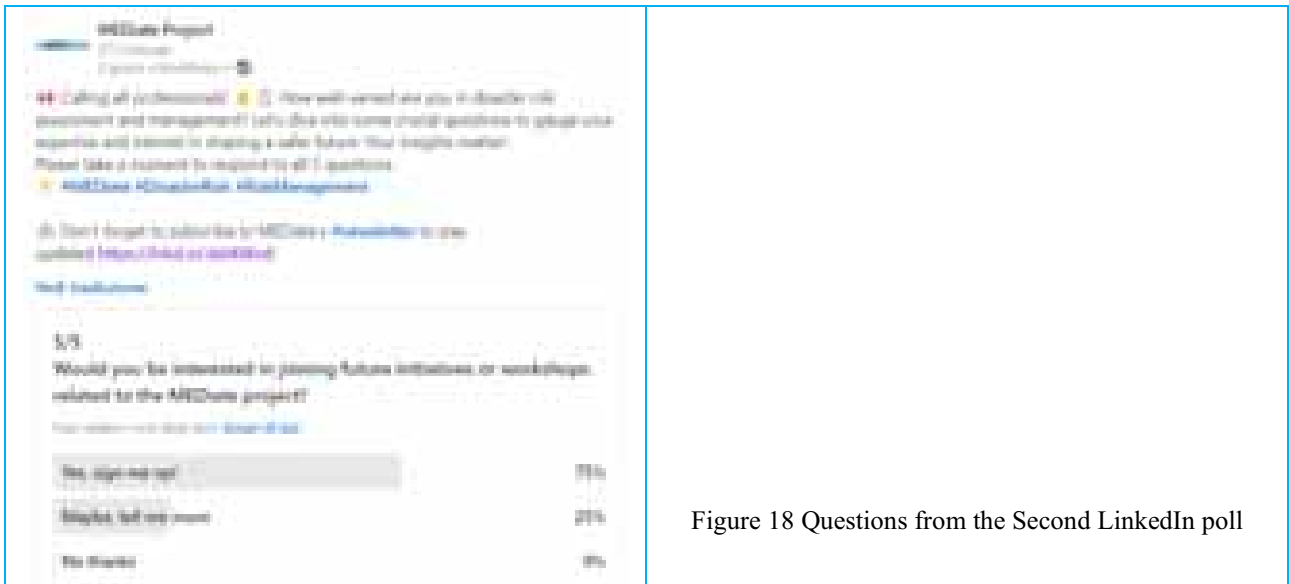 MEDiate Project
Calling all professionals! How well-versed are you in disaster risk
assessment and management? Let's dive into some crucial questions to gauge your
expertise and interest in shaping a safer future. Your insights matter!
Please take a moment to respond to all 5 questions.
#MEDiate #DisasterRisk #RiskManagement
Don't forget to subscribe to MEDiate's #newsletter to stay
updated
5/5
Would you be interested in joining future initiatives or workshops
related to the MEDiate project?
Yes, sign me up! 75%
Maybe, tell me more 25%
No thanks 0%
Figure 18 Questions from the Second LinkedIn poll